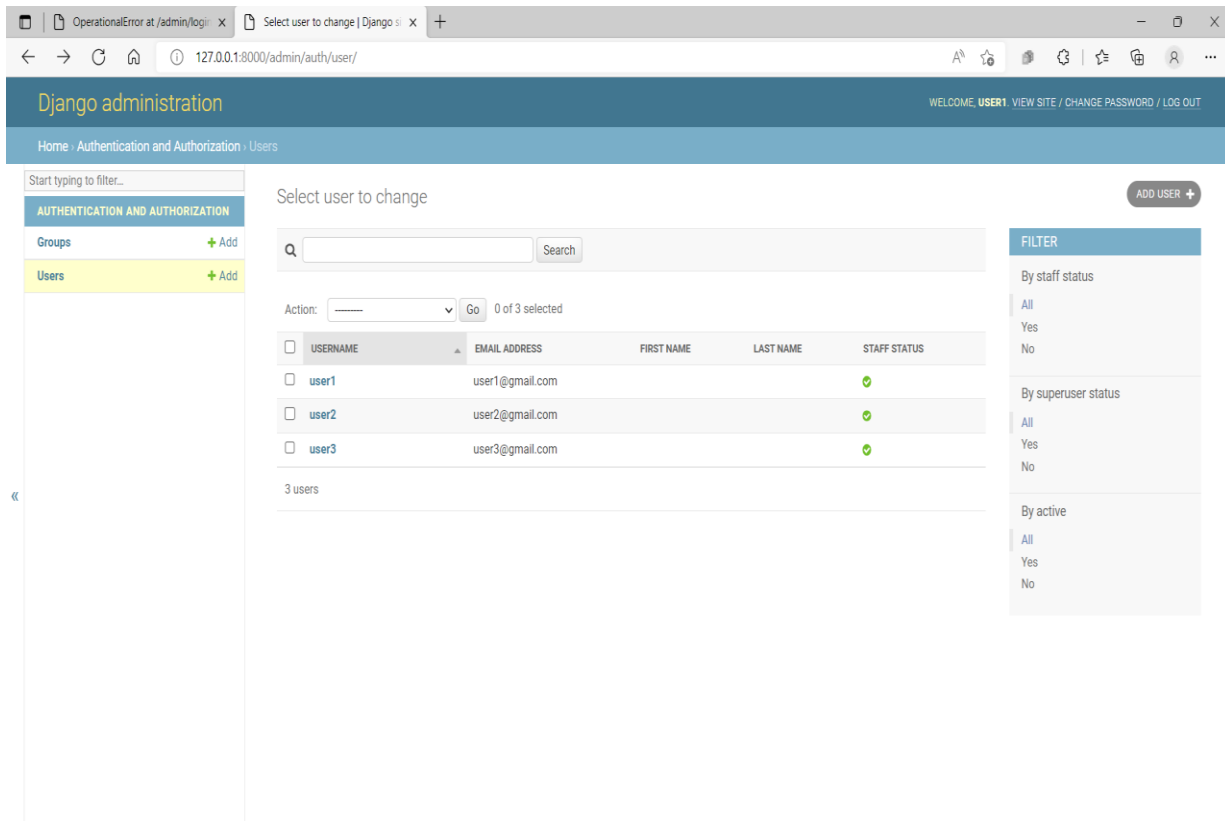 OperationalError at /admin/login
Select user to change | Django si
127.0.0.1:8000/admin/auth/user/
Django administration
WELCOME, USER1. VIEW SITE / CHANGE PASSWORD / LOG OUT
Home › Authentication and Authorization › Users
Start typing to filter...
AUTHENTICATION AND AUTHORIZATION
Groups + Add
Users + Add
«
Select user to change
ADD USER +
Search
Action: --------- Go 0 of 3 selected
USERNAME EMAIL ADDRESS FIRST NAME LAST NAME STAFF STATUS
user1 user1@gmail.com
user2 user2@gmail.com
user3 user3@gmail.com
3 users
FILTER
By staff status
All
Yes
No
By superuser status
All
Yes
No
By active
All
Yes
No